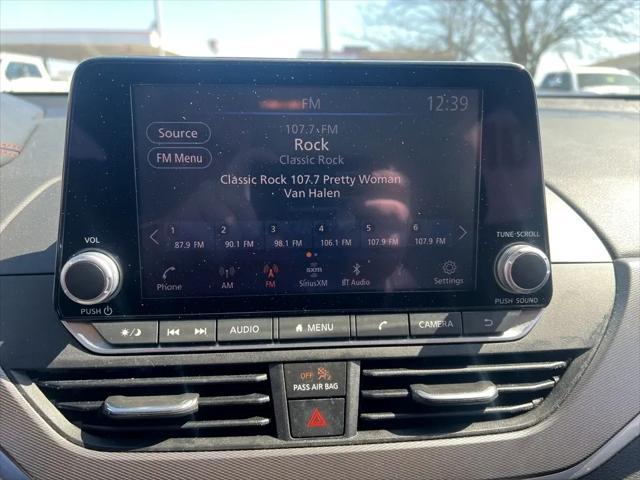 FM 12:39
Source
FM Menu
107.7 FM
Rock
Classic Rock
Classic Rock 107.7 Pretty Woman
Van Halen
1 2 3 4 5 6
87.9 FM 90.1 FM 98.1 FM 106.1 FM 107.9 FM 107.9 FM
Phone AM FM SiriusXM BT Audio Settings
sxm
VOL
PUSH
TUNE·SCROLL
PUSH SOUND
AUDIO MENU CAMERA
OFF
PASS AIR BAG